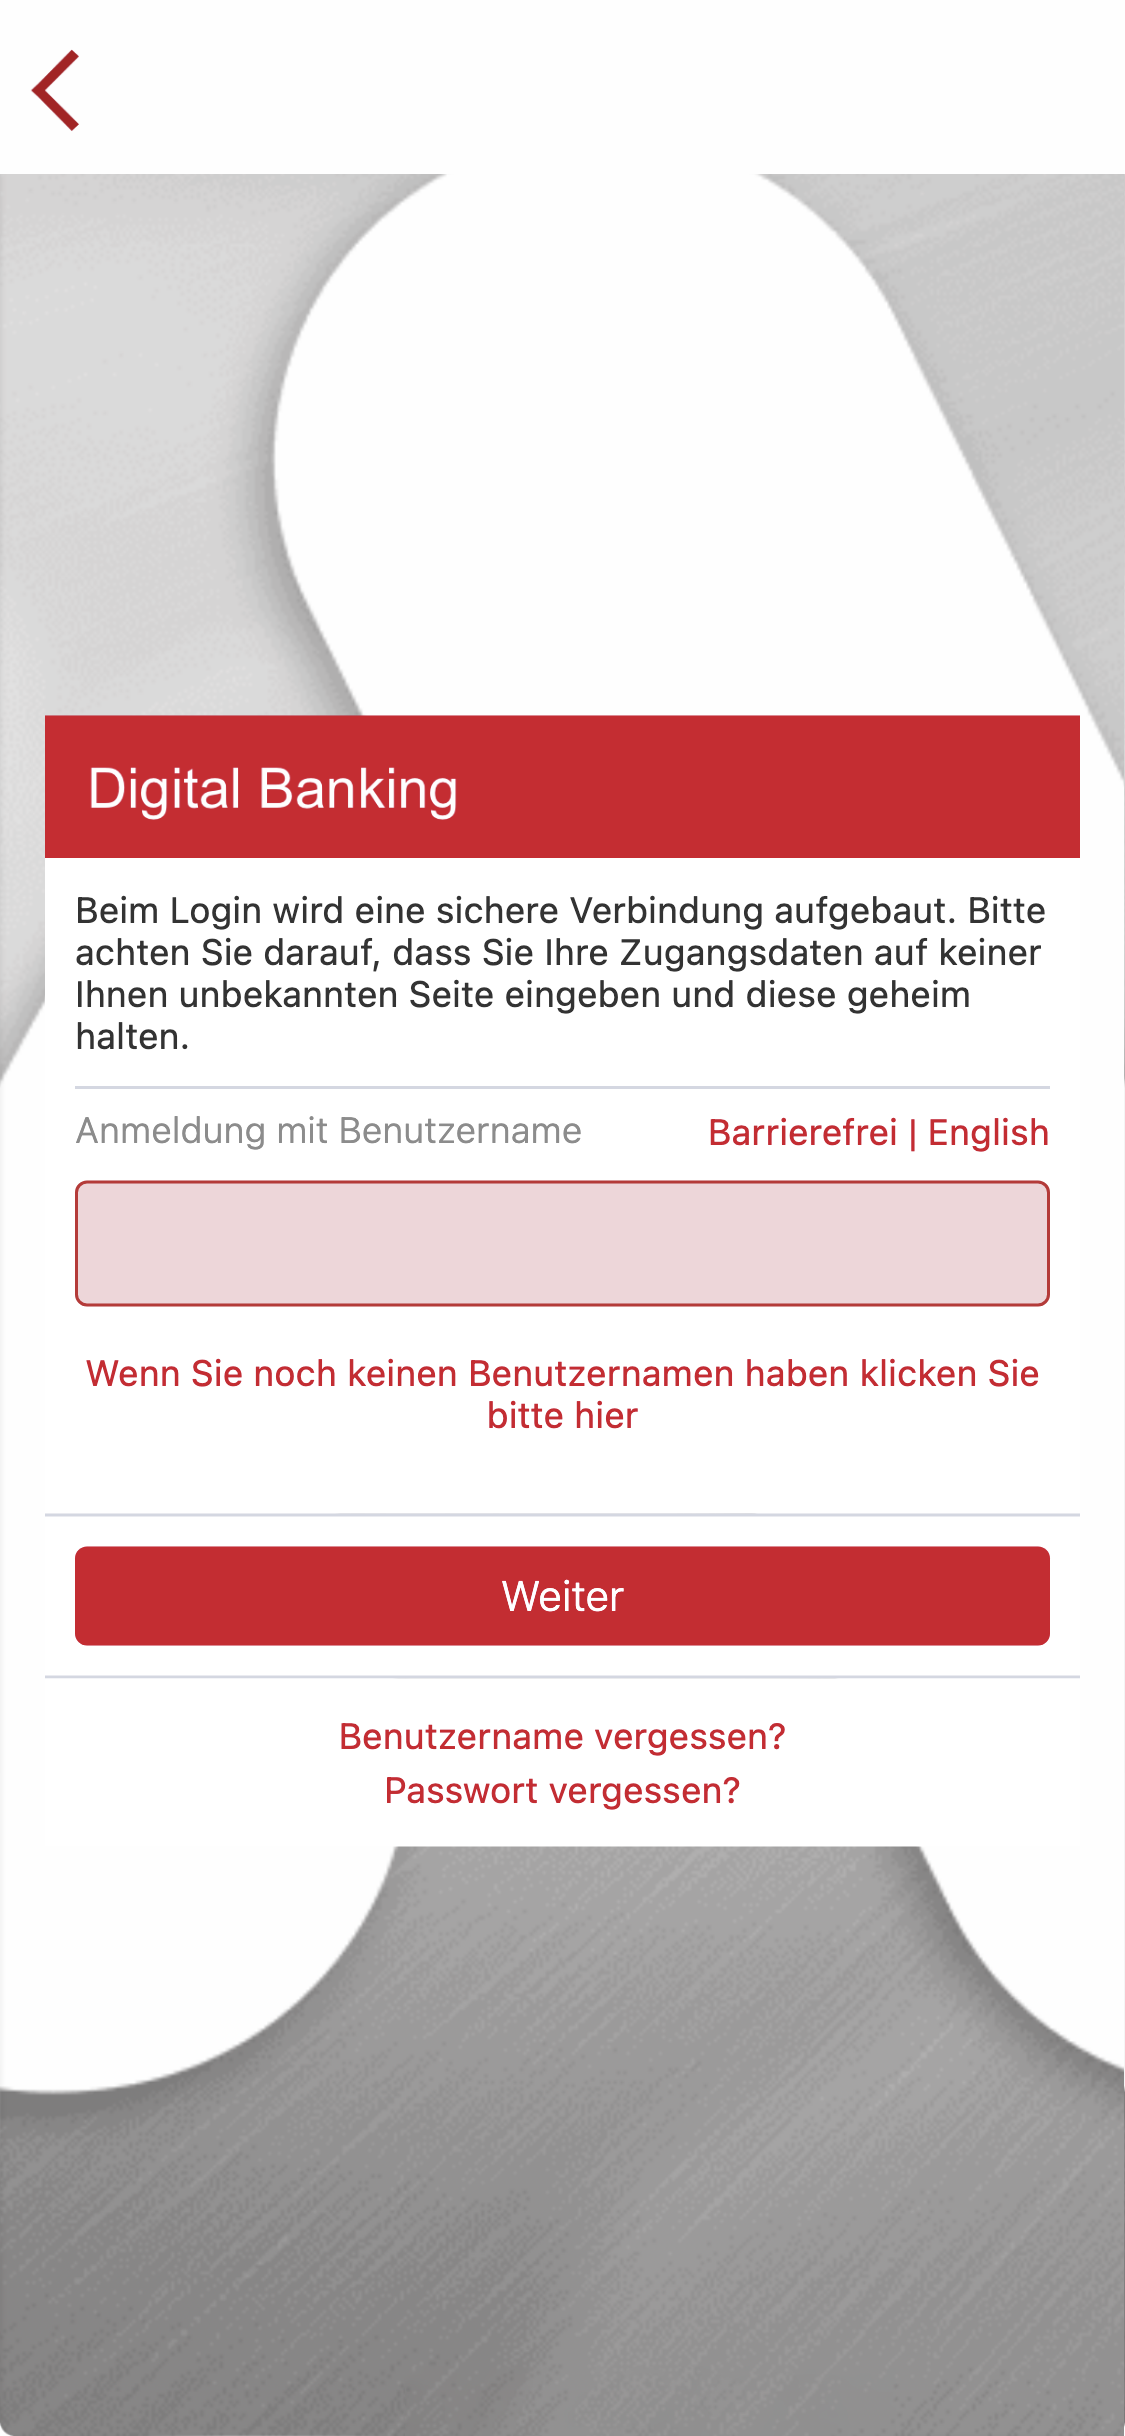 Digital Banking
Beim Login wird eine sichere Verbindung aufgebaut. Bitte
achten Sie darauf, dass Sie Ihre Zugangsdaten auf keiner
Ihnen unbekannten Seite eingeben und diese geheim
halten.
Anmeldung mit Benutzername
Barrierefrei | English
Wenn Sie noch keinen Benutzernamen haben klicken Sie
bitte hier
Weiter
Benutzername vergessen?
Passwort vergessen?